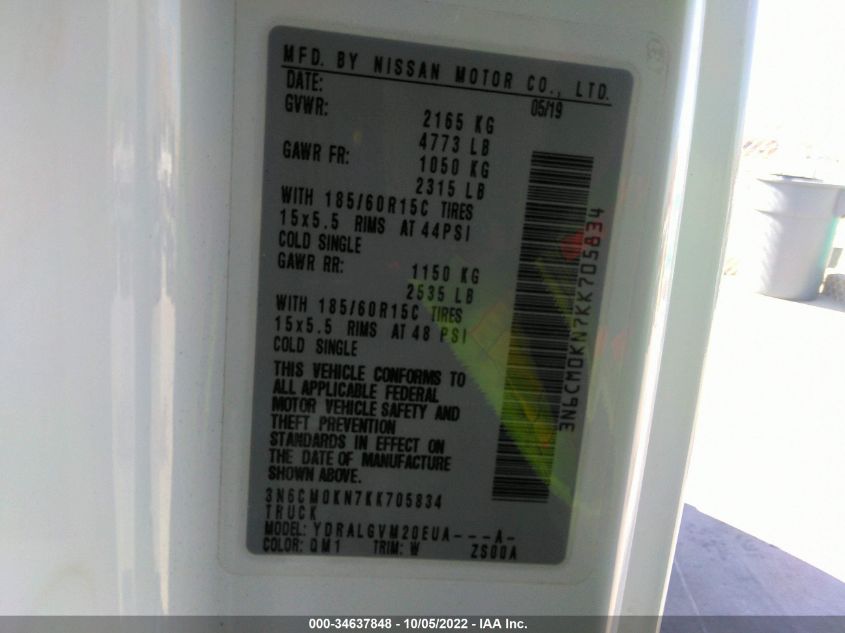 MFD. BY NISSAN MOTOR CO., LTD.
DATE: 05/19
GVWR: 2165 KG
4773 LB
GAWR FR: 1050 KG
2315 LB
WITH 185/60R15C TIRES
15x5.5 RIMS AT 44PSI
COLD SINGLE
GAWR RR: 1150 KG
2535 LB
WITH 185/60R15C TIRES
15x5.5 RIMS AT 48 PSI
COLD SINGLE
THIS VEHICLE CONFORMS TO
ALL APPLICABLE FEDERAL
MOTOR VEHICLE SAFETY AND
THEFT PREVENTION
STANDARDS IN EFFECT ON
THE DATE OF MANUFACTURE
SHOWN ABOVE.
3N6CM0KN7KK705834
TRUCK
MODEL: YDRALGVM20EUA---A-
COLOR: QM1 TRIM: W ZS00A
3N6CM0KN7KK705834
000-34637848 - 10/05/2022 - IAA Inc.